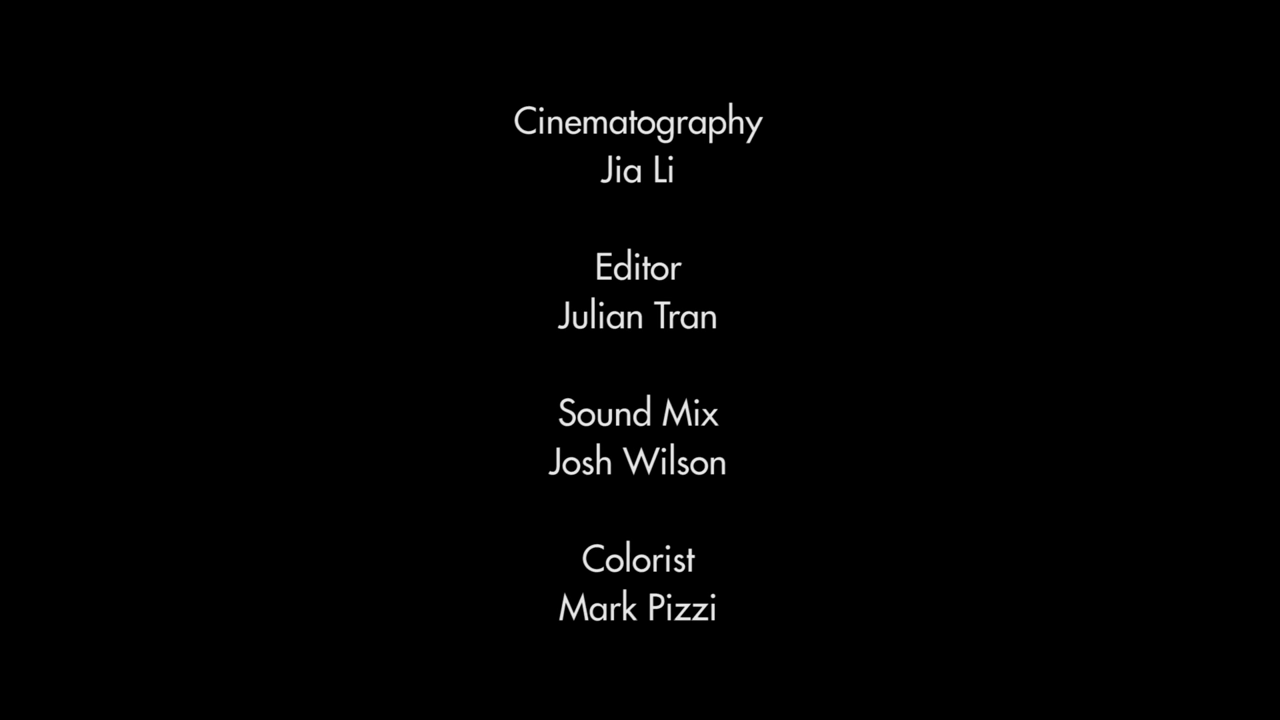 Cinematography
Jia Li
Editor
Julian Tran
Sound Mix
Josh Wilson
Colorist
Mark Pizzi